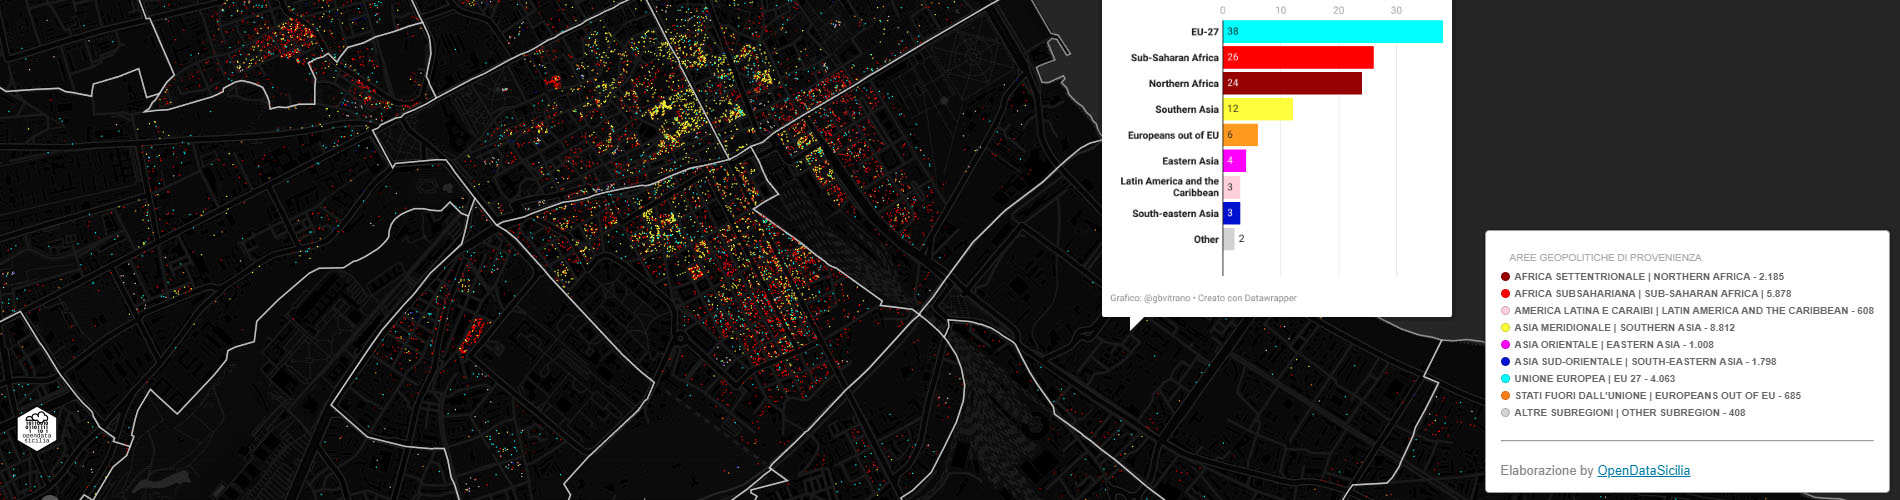 0 10 20 30
EU-27 38
Sub-Saharan Africa 26
Northern Africa 24
Southern Asia 12
Europeans out of EU 6
Eastern Asia 4
Latin America and the
Caribbean 3
South-eastern Asia 3
Other 2
Grafico: @gbvitrano • Creato con Datawrapper
AREE GEOPOLITICHE DI PROVENIENZA
AFRICA SETTENTRIONALE | NORTHERN AFRICA - 2.185
AFRICA SUBSAHARIANA | SUB-SAHARAN AFRICA | 5.878
AMERICA LATINA E CARAIBI | LATIN AMERICA AND THE CARIBBEAN - 608
ASIA MERIDIONALE | SOUTHERN ASIA - 8.812
ASIA ORIENTALE | EASTERN ASIA - 1.008
ASIA SUD-ORIENTALE | SOUTH-EASTERN ASIA - 1.798
UNIONE EUROPEA | EU 27 - 4.063
STATI FUORI DALL'UNIONE | EUROPEANS OUT OF EU - 685
ALTRE SUBREGIONI | OTHER SUBREGION - 408
Elaborazione by OpenDataSicilia
opendata
sicilia